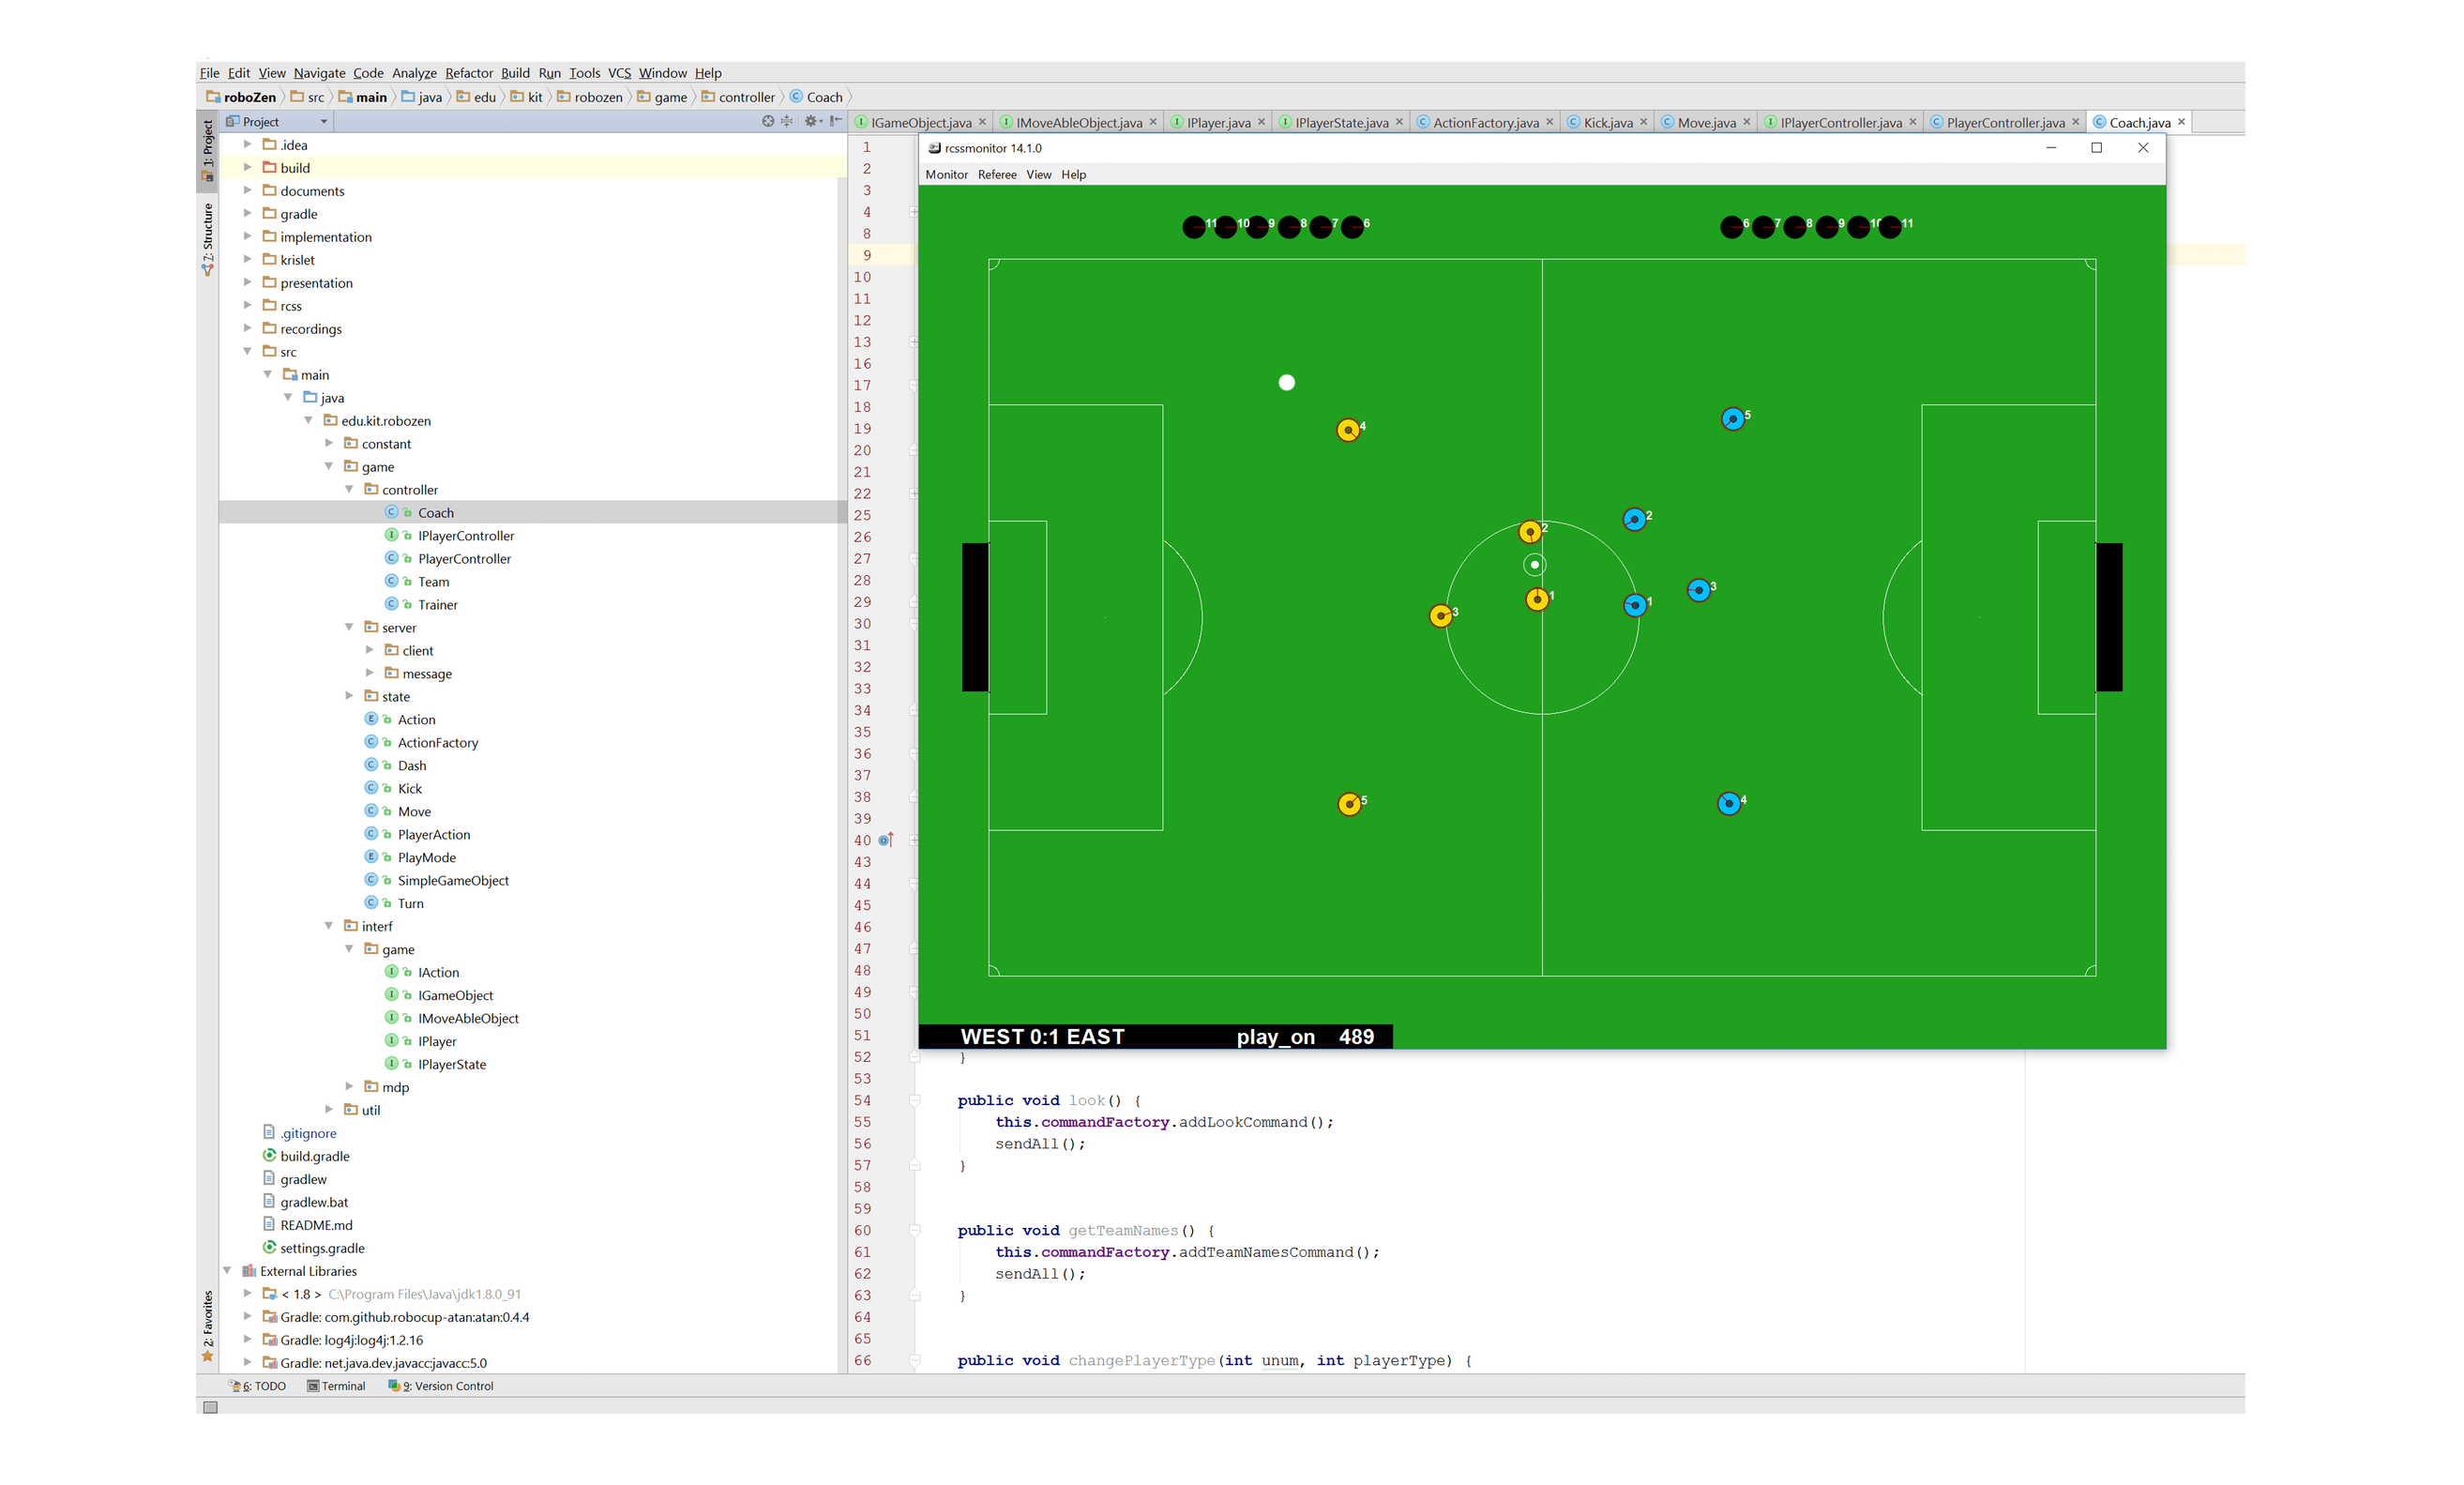 File Edit View Navigate Code Analyze Refactor Build Run Tools VCS Window Help
roboZen src main java edu kit robozen game controller Coach
Project
IGameObject.java IMoveAbleObject.java IPlayer.java IPlayerState.java ActionFactory.java Kick.java Move.java IPlayerController.java PlayerController.java Coach.java
1: Project
7: Structure
2: Favorites
.idea
build
documents
gradle
implementation
krislet
presentation
rcss
recordings
src
main
java
edu.kit.robozen
constant
game
controller
Coach
IPlayerController
PlayerController
Team
Trainer
server
client
message
state
Action
ActionFactory
Dash
Kick
Move
PlayerAction
PlayMode
SimpleGameObject
Turn
interf
game
IAction
IGameObject
IMoveAbleObject
IPlayer
IPlayerState
mdp
util
.gitignore
build.gradle
gradlew
gradlew.bat
README.md
settings.gradle
External Libraries
< 1.8 > C:\Program Files\Java\jdk1.8.0_91
Gradle: com.github.robocup-atan:atan:0.4.4
Gradle: log4j:log4j:1.2.16
Gradle: net.java.dev.javacc:javacc:5.0
1
2
3
4
8
9
10
11
12
13
16
17
18
19
20
21
22
25
26
27
28
29
30
31
32
33
34
35
36
37
38
39
40
43
44
45
46
47
48
49
50
51
rcssmonitor 14.1.0
Monitor Referee View Help
11 10 9 8 7 6
6 7 8 9 10 11
4
5
2
2
3
1
1
3
5
4
WEST 0:1 EAST play_on 489
52 }
53
54 public void look() {
55 this.commandFactory.addLookCommand();
56 sendAll();
57 }
58
59
60 public void getTeamNames() {
61 this.commandFactory.addTeamNamesCommand();
62 sendAll();
63 }
64
65
66 public void changePlayerType(int unum, int playerType) {
6: TODO Terminal 9: Version Control